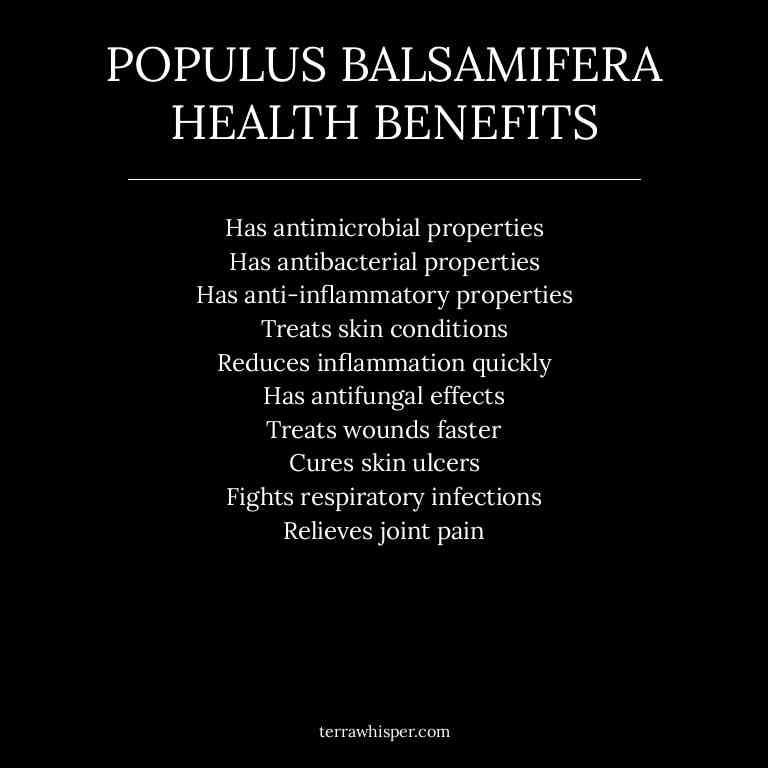 POPULUS BALSAMIFERA
HEALTH BENEFITS
Has antimicrobial properties
Has antibacterial properties
Has anti-inflammatory properties
Treats skin conditions
Reduces inflammation quickly
Has antifungal effects
Treats wounds faster
Cures skin ulcers
Fights respiratory infections
Relieves joint pain
terrawhisper.com